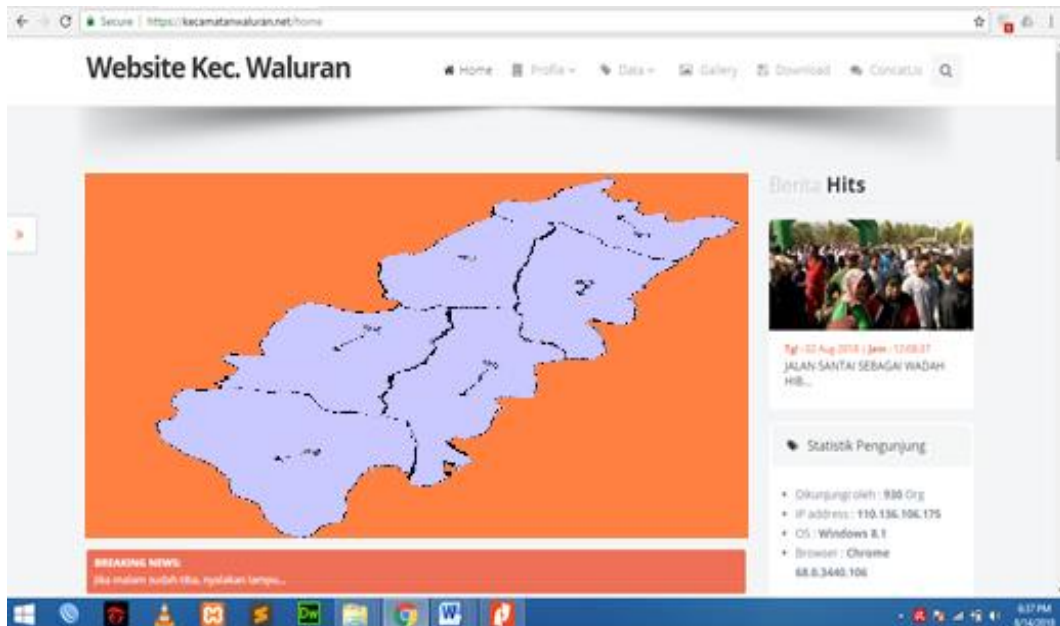 Secure | https://kecamatanwaluran.net/home
Website Kec. Waluran
Home Profile Data Gallery Download ContactUs
Berita Hits
Tgl : 02 Aug 2018 | Jam :
JALAN SANTAI SEBAGAI WADAH
HIB...
Statistik Pengunjung
Dikunjungi oleh : 930 Org
IP address : 110.136.106.175
OS : Windows 8.1
Browser : Chrome
68.0.3440.106
BREAKING NEWS:
Jika malam sudah tiba, nyalakan lampu...
6:37 PM